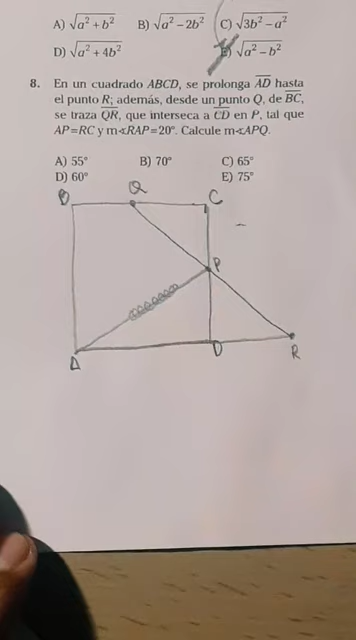 A) √a² + b² B) √a² − 2b² C) √3b² − a²
D) √a² + 4b² E) √a² − b²
8. En un cuadrado ABCD, se prolonga AD hasta
el punto R; además, desde un punto Q, de BC,
se traza QR, que interseca a CD en P, tal que
AP=RC y m∢RAP=20°. Calcule m∢APQ.
A) 55° B) 70° C) 65°
D) 60° E) 75°
B Q C
P
A D R